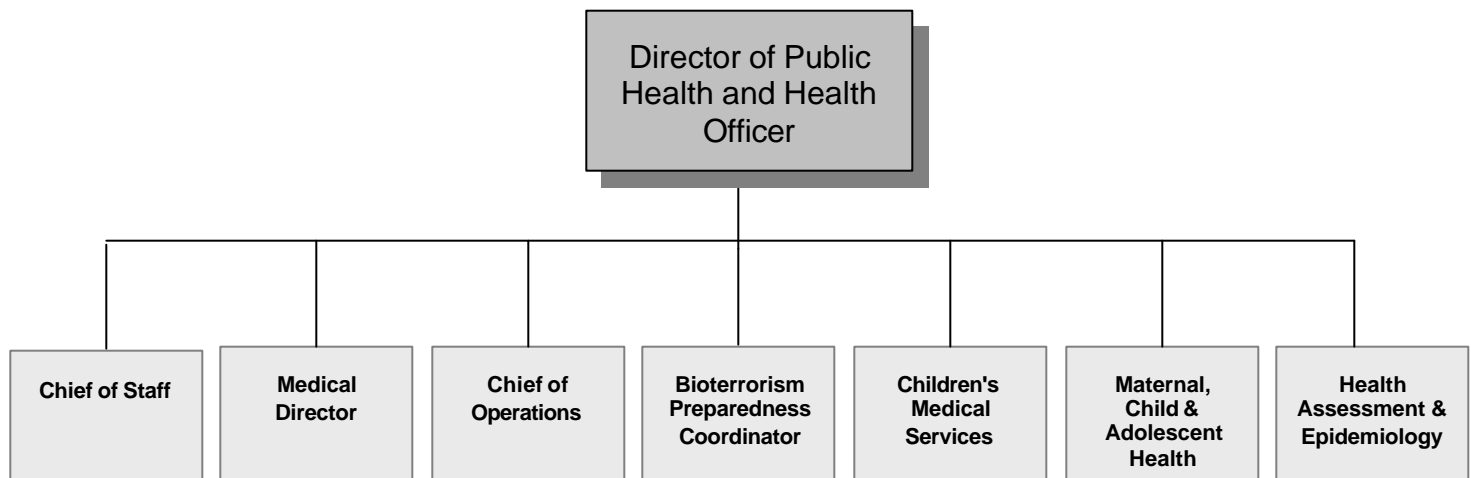 Director of Public
Health and Health
Officer
Chief of Staff
Medical
Director
Chief of
Operations
Bioterrorism
Preparedness
Coordinator
Children's
Medical
Services
Maternal,
Child &
Adolescent
Health
Health
Assessment &
Epidemiology